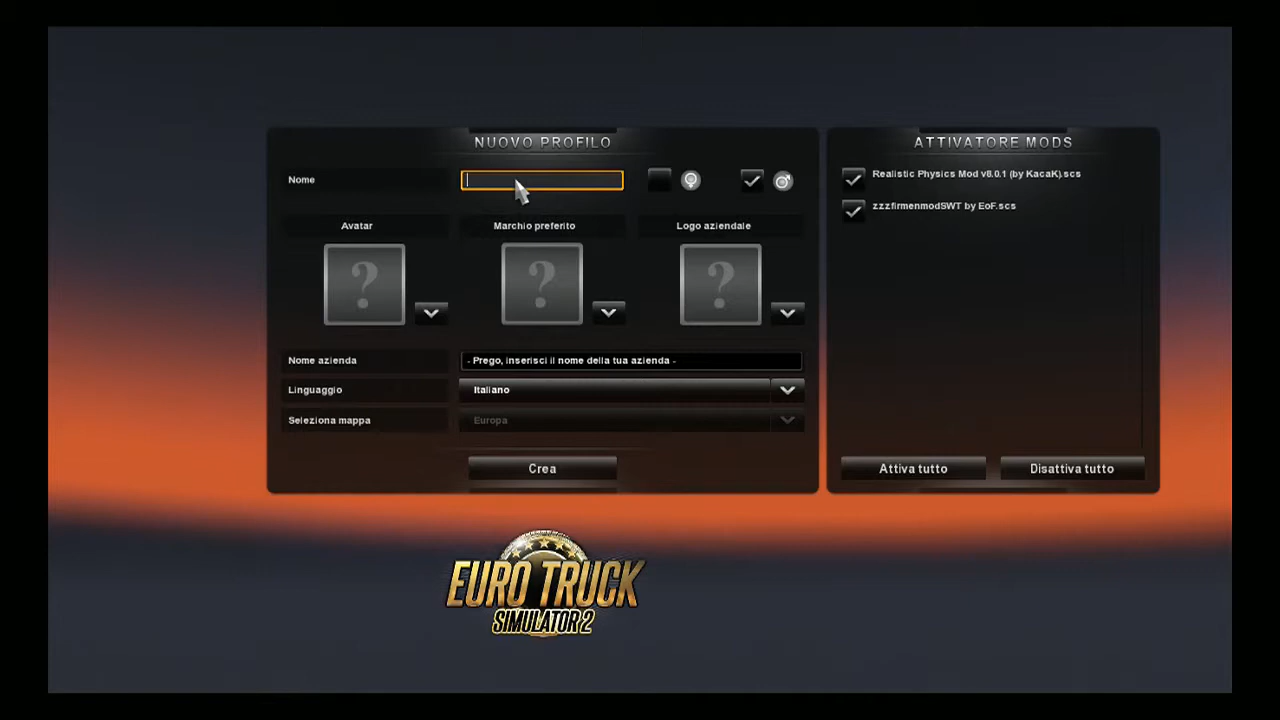 NUOVO PROFILO
Nome
Avatar
Marchio preferito
Logo aziendale
?
?
?
Nome azienda
- Prego, inserisci il nome della tua azienda -
Linguaggio
Italiano
Seleziona mappa
Europa
Crea
ATTIVATORE MODS
Realistic Physics Mod v8.0.1 (by KacaK).scs
zzzfirmenmodSWT by EoF.scs
Attiva tutto
Disattiva tutto
EURO TRUCK
SIMULATOR 2